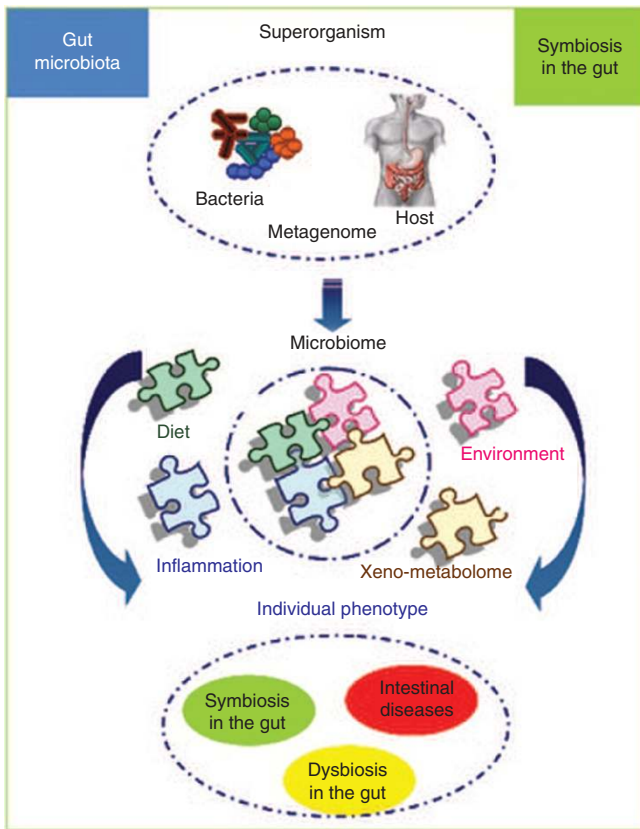 Gut
microbiota
Superorganism
Symbiosis
in the gut
Bacteria
Host
Metagenome
Microbiome
Diet
Environment
Inflammation
Xeno-metabolome
Individual phenotype
Symbiosis
in the gut
Intestinal
diseases
Dysbiosis
in the gut